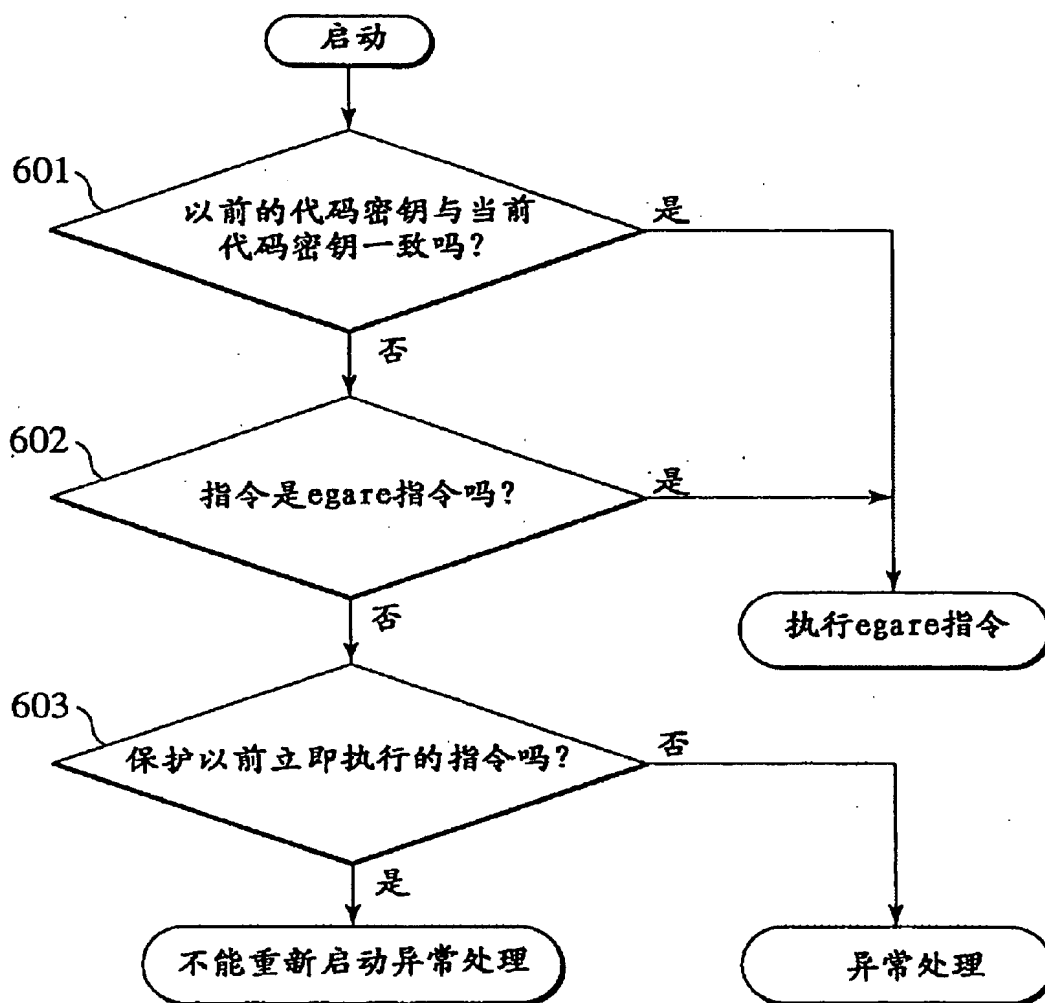 启动
601
以前的代码密钥与当前
代码密钥一致吗?
是
否
602
指令是egare指令吗?
是
否
执行egare指令
603
保护以前立即执行的指令吗?
否
是
不能重新启动异常处理
异常处理